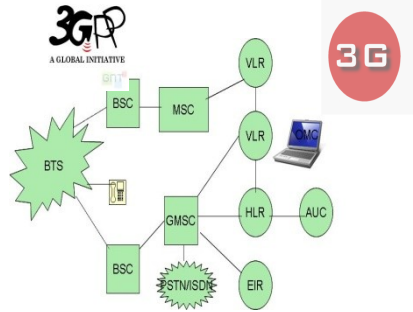 3GPP
A GLOBAL INITIATIVE
3G
VLR
BSC
MSC
VLR
OMC
BTS
GMSC
HLR
AUC
BSC
PSTN/ISDN
EIR